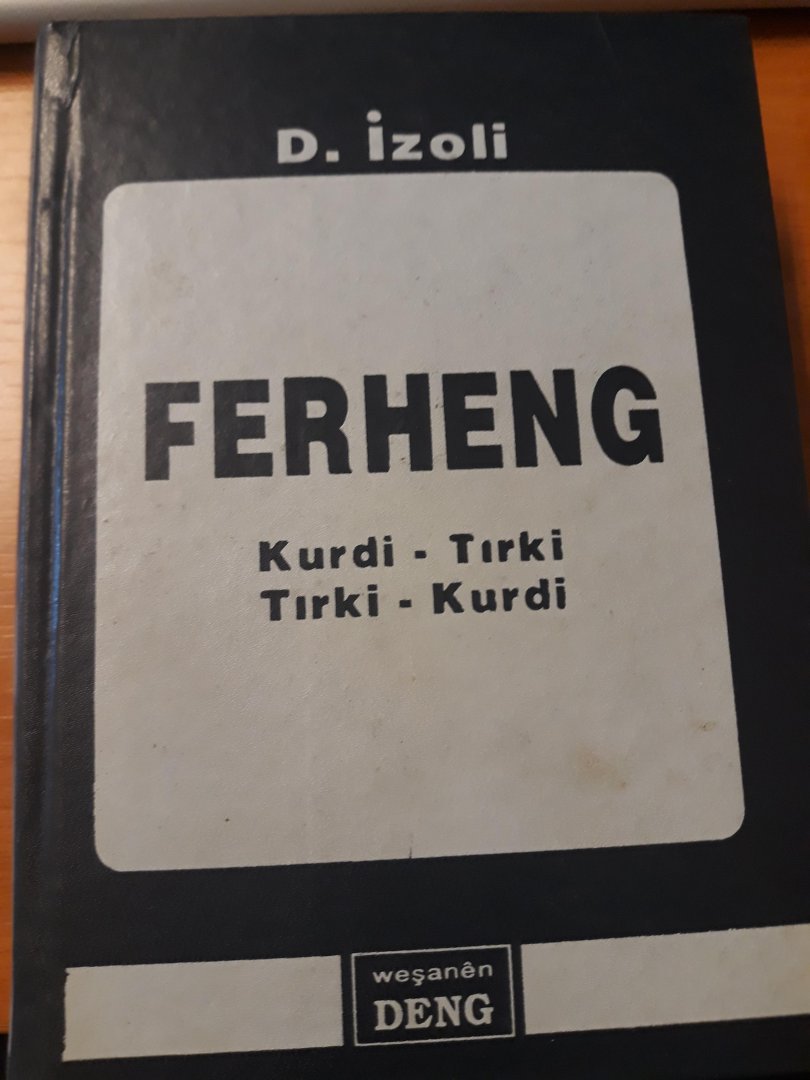 D. İzoli
FERHENG
Kurdi - Tırki
Tırki - Kurdi
weşanên
DENG